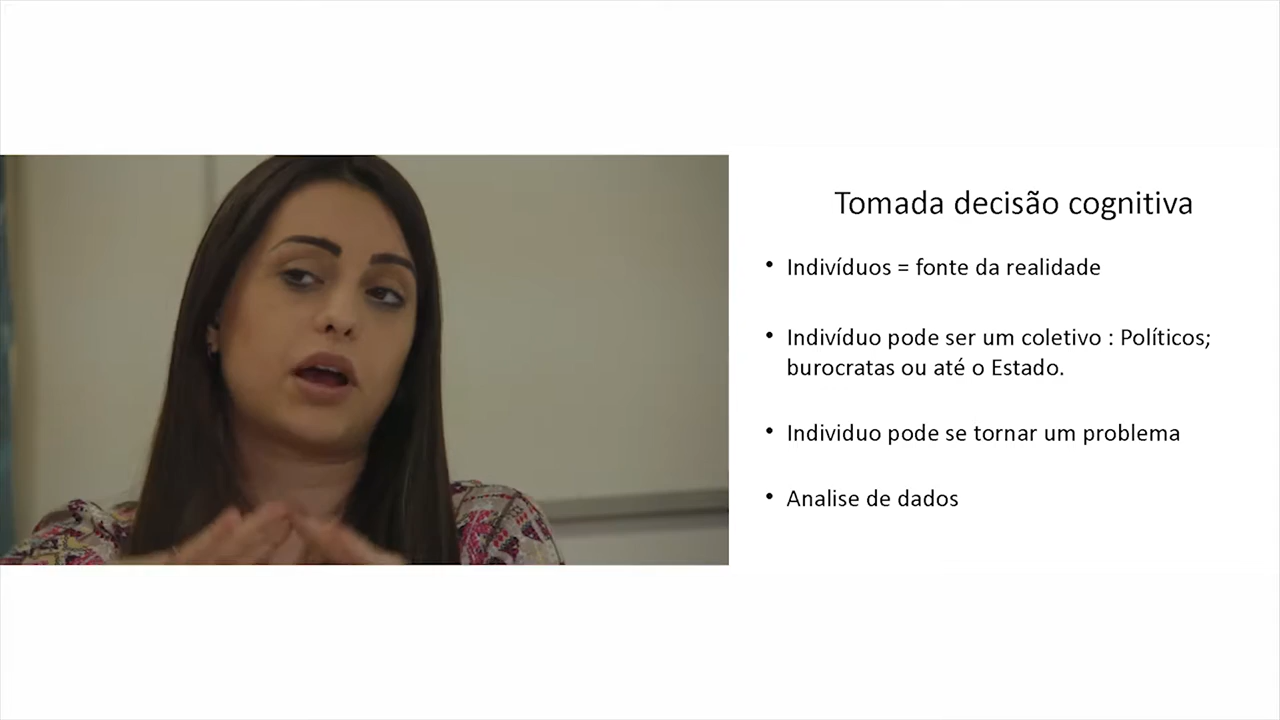 Tomada decisão cognitiva
• Indivíduos = fonte da realidade
• Indivíduo pode ser um coletivo : Políticos;
burocratas ou até o Estado.
• Individuo pode se tornar um problema
• Analise de dados